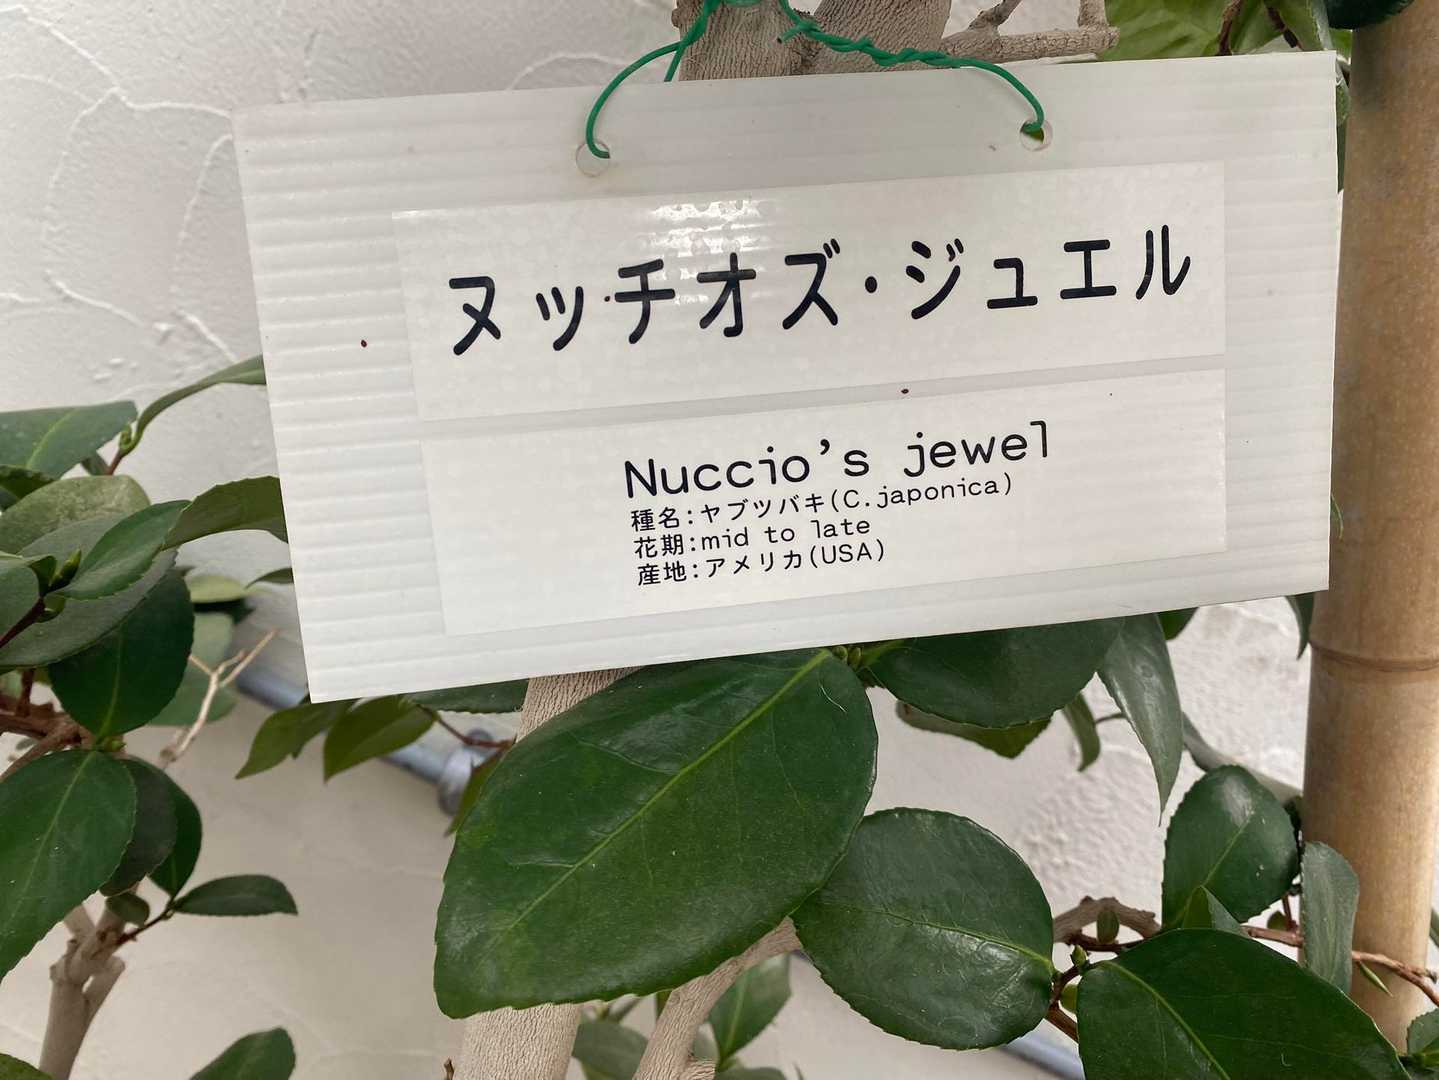 ヌッチオズ・ジュエル
Nuccio's jewel
種名:ヤブツバキ(C.japonica)
花期:mid to late
産地:アメリカ(USA)